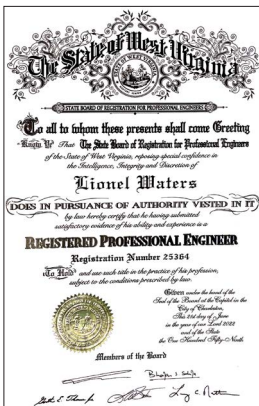 The State of West Virginia
STATE BOARD OF REGISTRATION FOR PROFESSIONAL ENGINEERS
To all to whom these presents shall come Greeting
Know Ye That The State Board of Registration for Professional Engineers
of the State of West Virginia, reposing special confidence in
the Intelligence, Integrity and Discretion of
Lionel Waters
DOES IN PURSUANCE OF AUTHORITY VESTED IN IT
by law hereby certify that he having submitted
satisfactory evidence of his ability and experience is a
REGISTERED PROFESSIONAL ENGINEER
Registration Number 25364
To Hold and use such title in the practice of his profession,
subject to the conditions prescribed by law.
Given under the hand of the
Seal of the Board at the Capitol in the
City of Charleston,
This 21st day of June
in the year of our Lord 2022
and of the State
the One Hundred Fifty-Ninth
Members of the Board